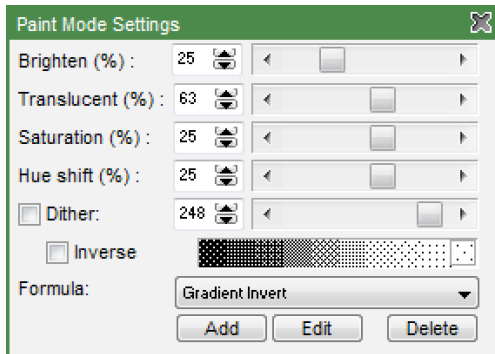 Paint Mode Settings
Brighten (%) : 25
Translucent (%) : 63
Saturation (%) : 25
Hue shift (%) : 25
Dither: 248
Inverse
Formula: Gradient Invert
Add Edit Delete